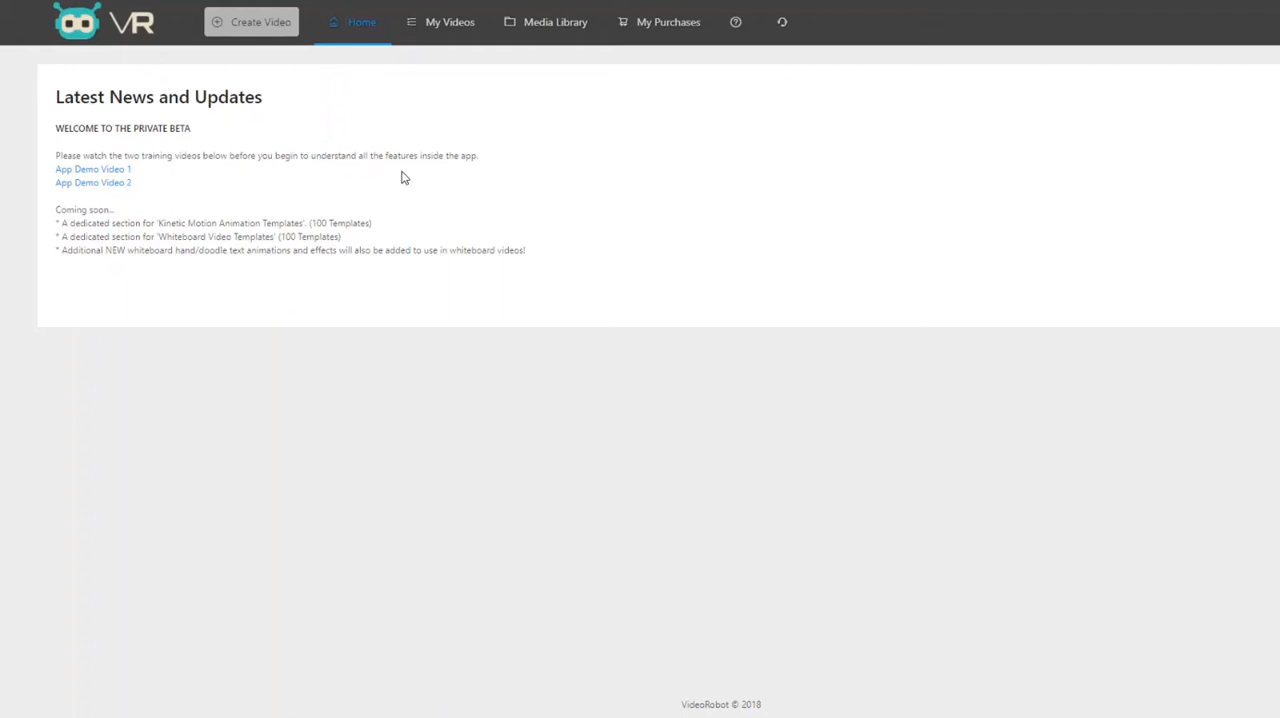 VR
Create Video
Home
My Videos
Media Library
My Purchases
Latest News and Updates
WELCOME TO THE PRIVATE BETA
Please watch the two training videos below before you begin to understand all the features inside the app.
App Demo Video 1
App Demo Video 2
Coming soon...
* A dedicated section for 'Kinetic Motion Animation Templates'. (100 Templates)
* A dedicated section for 'Whiteboard Video Templates' (100 Templates)
* Additional NEW whiteboard hand/doodle text animations and effects will also be added to use in whiteboard videos!
VideoRobot © 2018